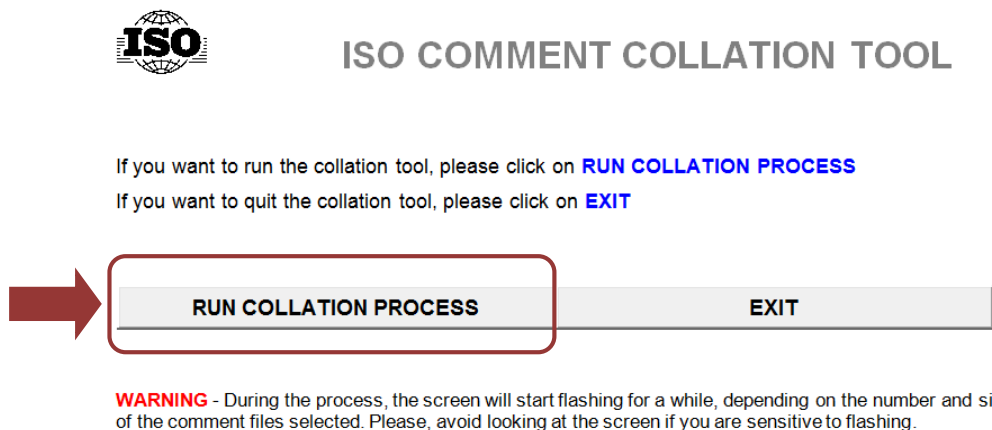 ISO
ISO COMMENT COLLATION TOOL
If you want to run the collation tool, please click on RUN COLLATION PROCESS
If you want to quit the collation tool, please click on EXIT
RUN COLLATION PROCESS EXIT
WARNING - During the process, the screen will start flashing for a while, depending on the number and si
of the comment files selected. Please, avoid looking at the screen if you are sensitive to flashing.